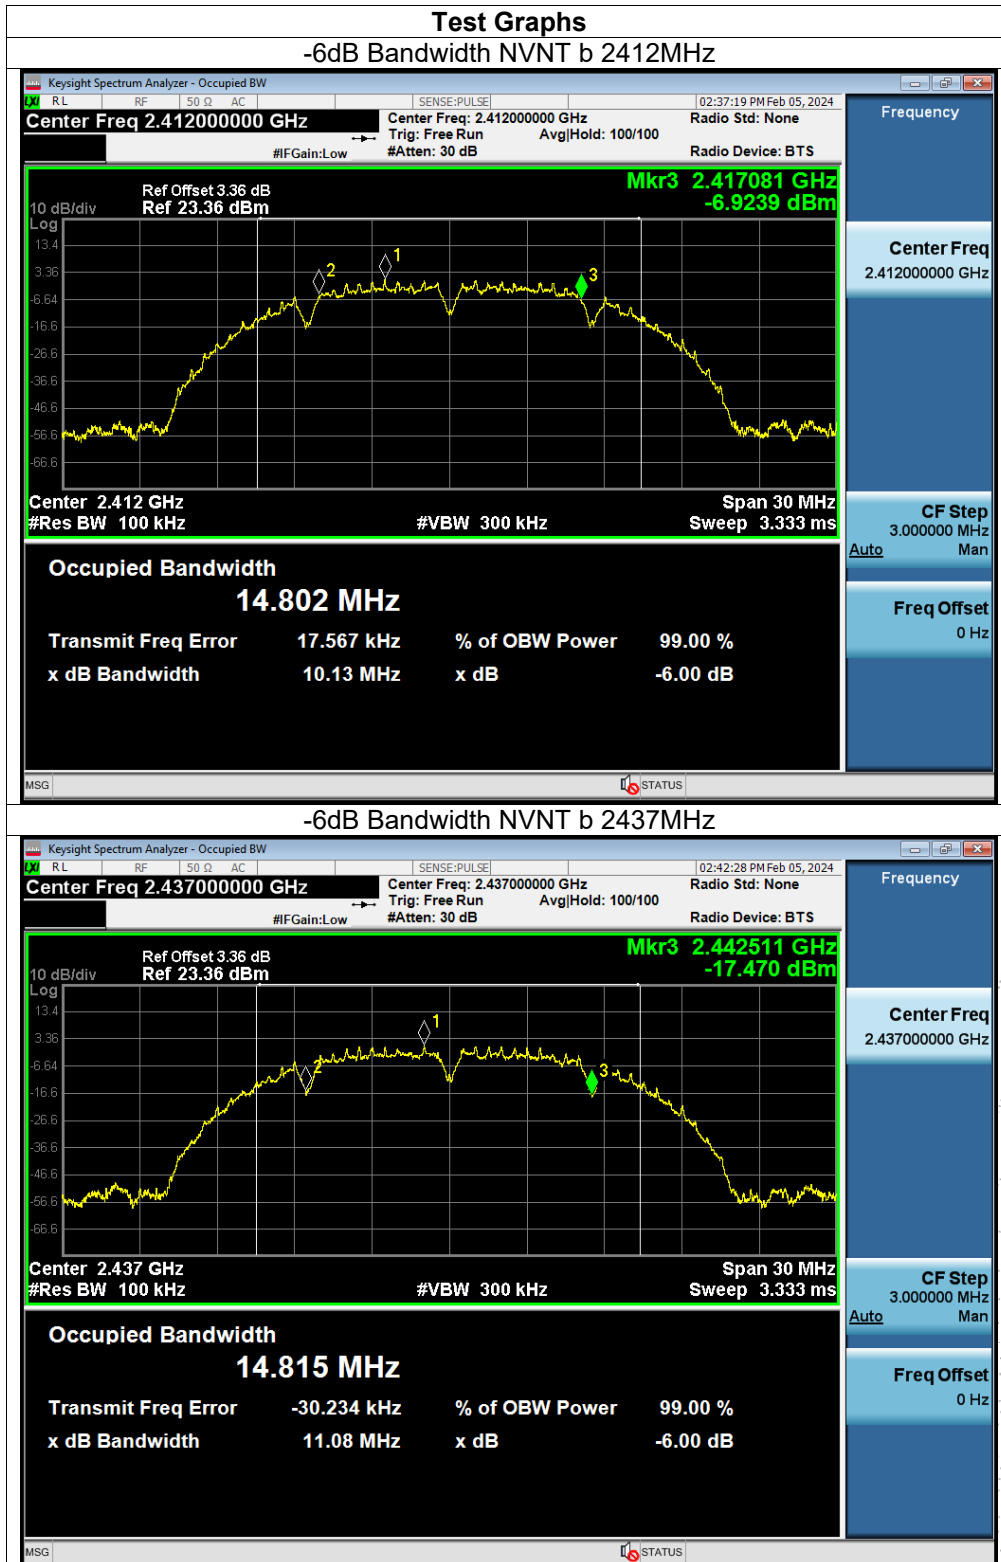 Test Graphs
-6dB Bandwidth NVNT b 2412MHz
Keysight Spectrum Analyzer - Occupied BW
LXI RL RF 50 Ω AC SENSE:PULSE 02:37:19 PM Feb 05, 2024
Center Freq 2.412000000 GHz Center Freq: 2.412000000 GHz Radio Std: None Frequency
Trig: Free Run Avg|Hold: 100/100
#IFGain:Low #Atten: 30 dB Radio Device: BTS
Mkr3 2.417081 GHz
Ref Offset 3.36 dB
10 dB/div Ref 23.36 dBm -6.9239 dBm
Log
13.4
3.36
-6.64
-16.6
-26.6
-36.6
-46.6
-56.6
-66.6
1
2
3
Center Freq
2.412000000 GHz
Center 2.412 GHz Span 30 MHz
#Res BW 100 kHz #VBW 300 kHz Sweep 3.333 ms
CF Step
3.000000 MHz
Auto Man
Occupied Bandwidth
14.802 MHz
Freq Offset
0 Hz
Transmit Freq Error 17.567 kHz % of OBW Power 99.00 %
x dB Bandwidth 10.13 MHz x dB -6.00 dB
MSG STATUS
-6dB Bandwidth NVNT b 2437MHz
Keysight Spectrum Analyzer - Occupied BW
LXI RL RF 50 Ω AC SENSE:PULSE 02:42:28 PM Feb 05, 2024
Center Freq 2.437000000 GHz Center Freq: 2.437000000 GHz Radio Std: None Frequency
Trig: Free Run Avg|Hold: 100/100
#IFGain:Low #Atten: 30 dB Radio Device: BTS
Mkr3 2.442511 GHz
Ref Offset 3.36 dB
10 dB/div Ref 23.36 dBm -17.470 dBm
Log
13.4
3.36
-6.64
-16.6
-26.6
-36.6
-46.6
-56.6
-66.6
1
2
3
Center Freq
2.437000000 GHz
Center 2.437 GHz Span 30 MHz
#Res BW 100 kHz #VBW 300 kHz Sweep 3.333 ms
CF Step
3.000000 MHz
Auto Man
Occupied Bandwidth
14.815 MHz
Freq Offset
0 Hz
Transmit Freq Error -30.234 kHz % of OBW Power 99.00 %
x dB Bandwidth 11.08 MHz x dB -6.00 dB
MSG STATUS